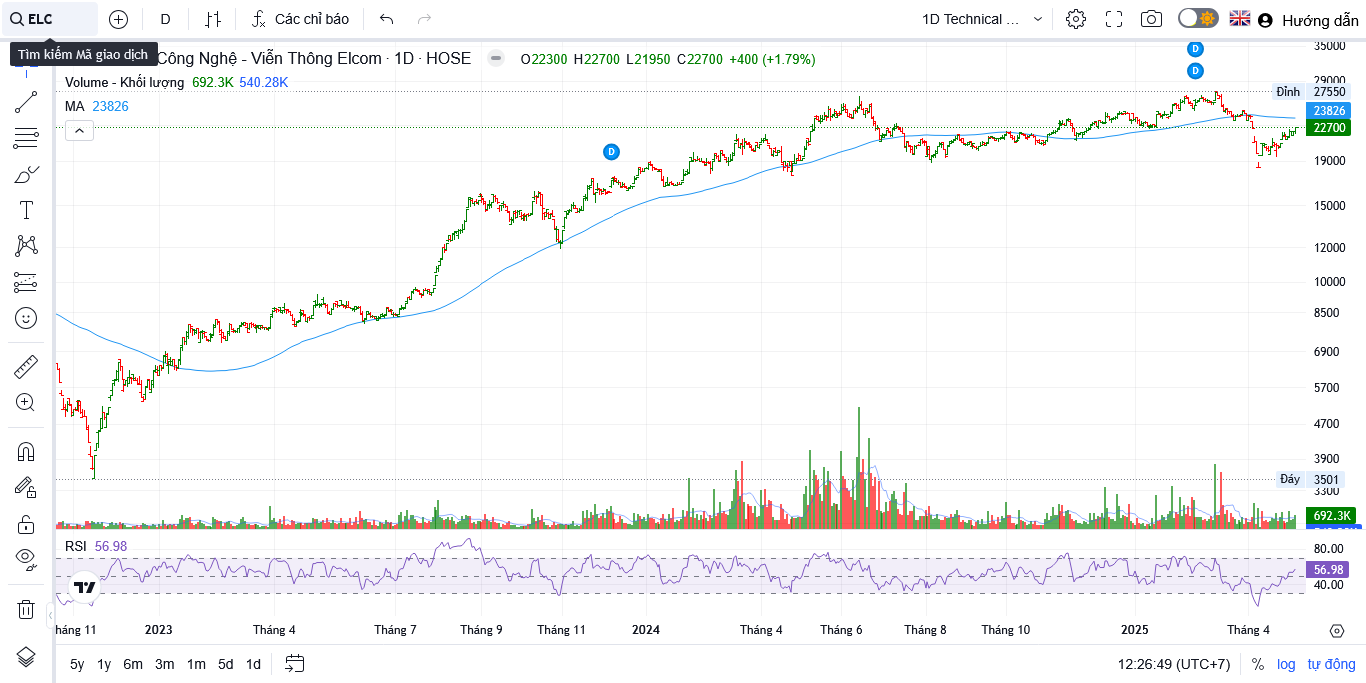 ELC
D
Các chỉ báo
1D Technical ...
Hướng dẫn
Tìm kiếm Mã giao dịch
Công Nghệ - Viễn Thông Elcom · 1D · HOSE
O22300 H22700 L21950 C22700 +400 (+1.79%)
Volume - Khối lượng 692.3K 540.28K
MA 23826
D
D
D
35000
29000
Đỉnh 27550
23826
22700
19000
15000
12000
10000
8500
6900
5700
4700
3900
Đáy 3501
3300
692.3K
RSI 56.98
80.00
56.98
40.00
háng 11
2023
Tháng 4
Tháng 7
Tháng 9
Tháng 11
2024
Tháng 4
Tháng 6
Tháng 8
Tháng 10
2025
Tháng 4
5y 1y 6m 3m 1m 5d 1d
12:26:49 (UTC+7)
% log tự động